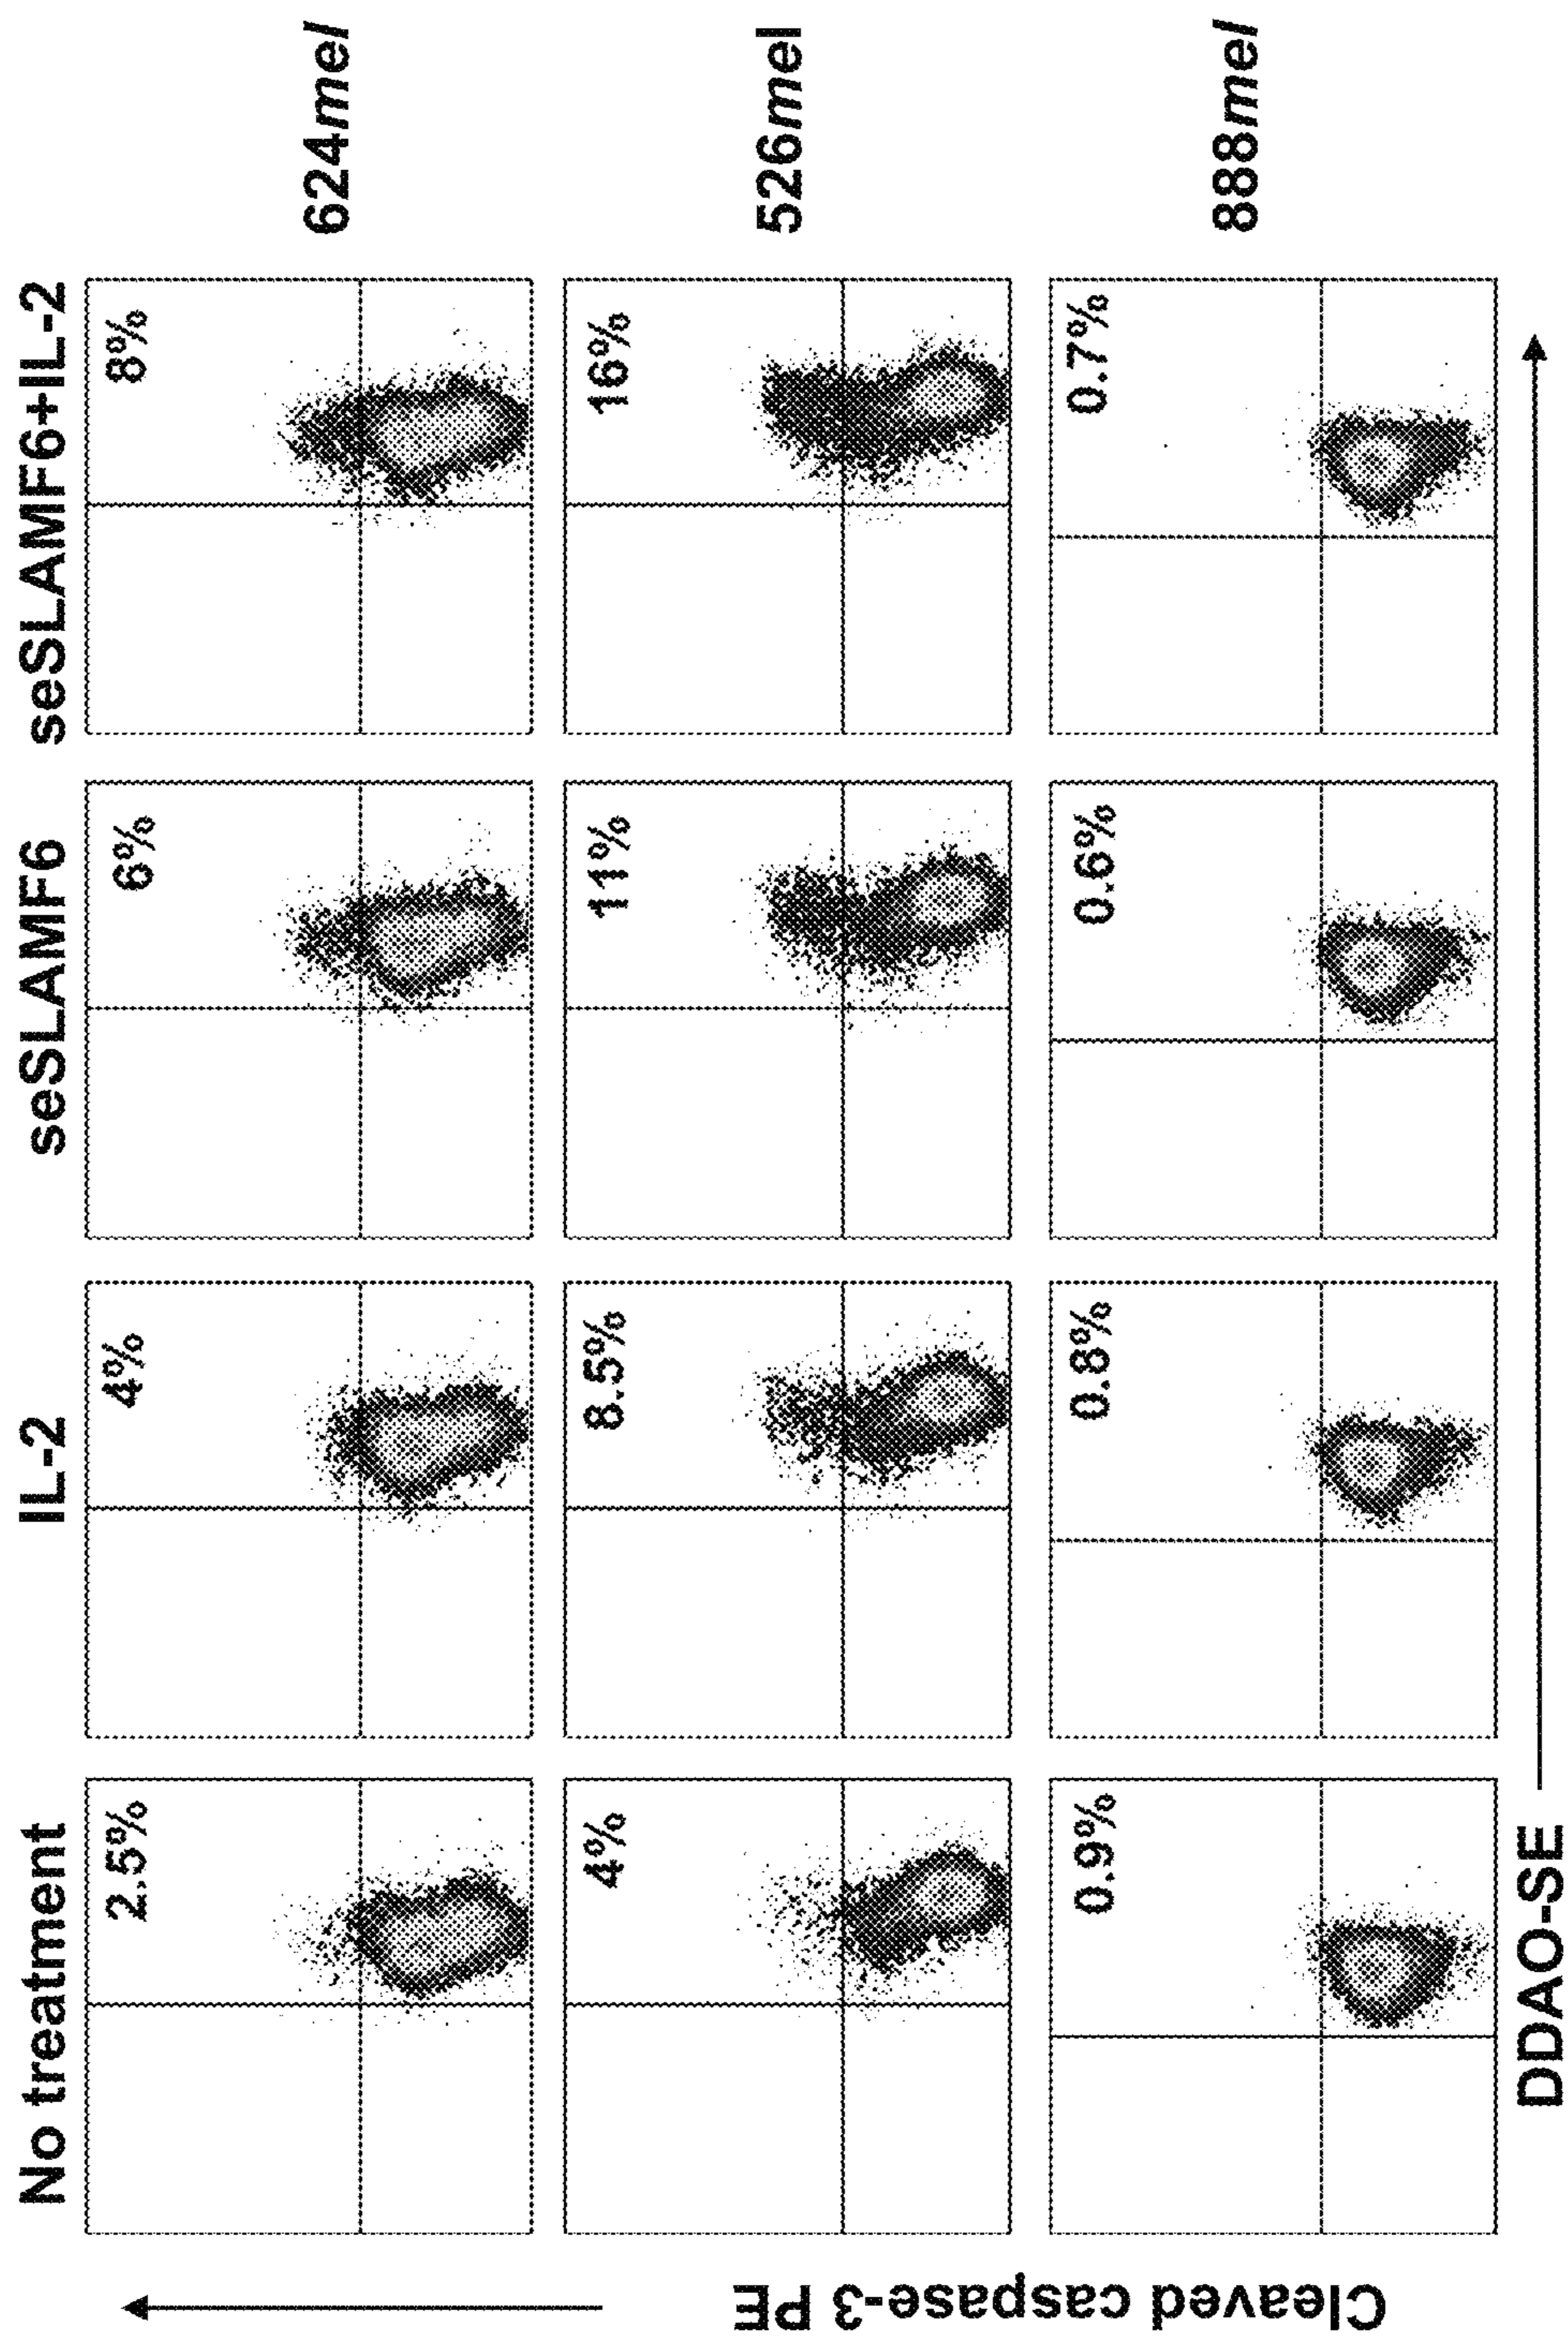 No treatment IL-2 seSLAMF6 seSLAMF6+IL-2
2.5% 4% 6% 8% 624mel
4% 8.5% 11% 16% 526mel
0.9% 0.8% 0.6% 0.7% 888mel
Cleaved caspase-3 PE
DDAO-SE